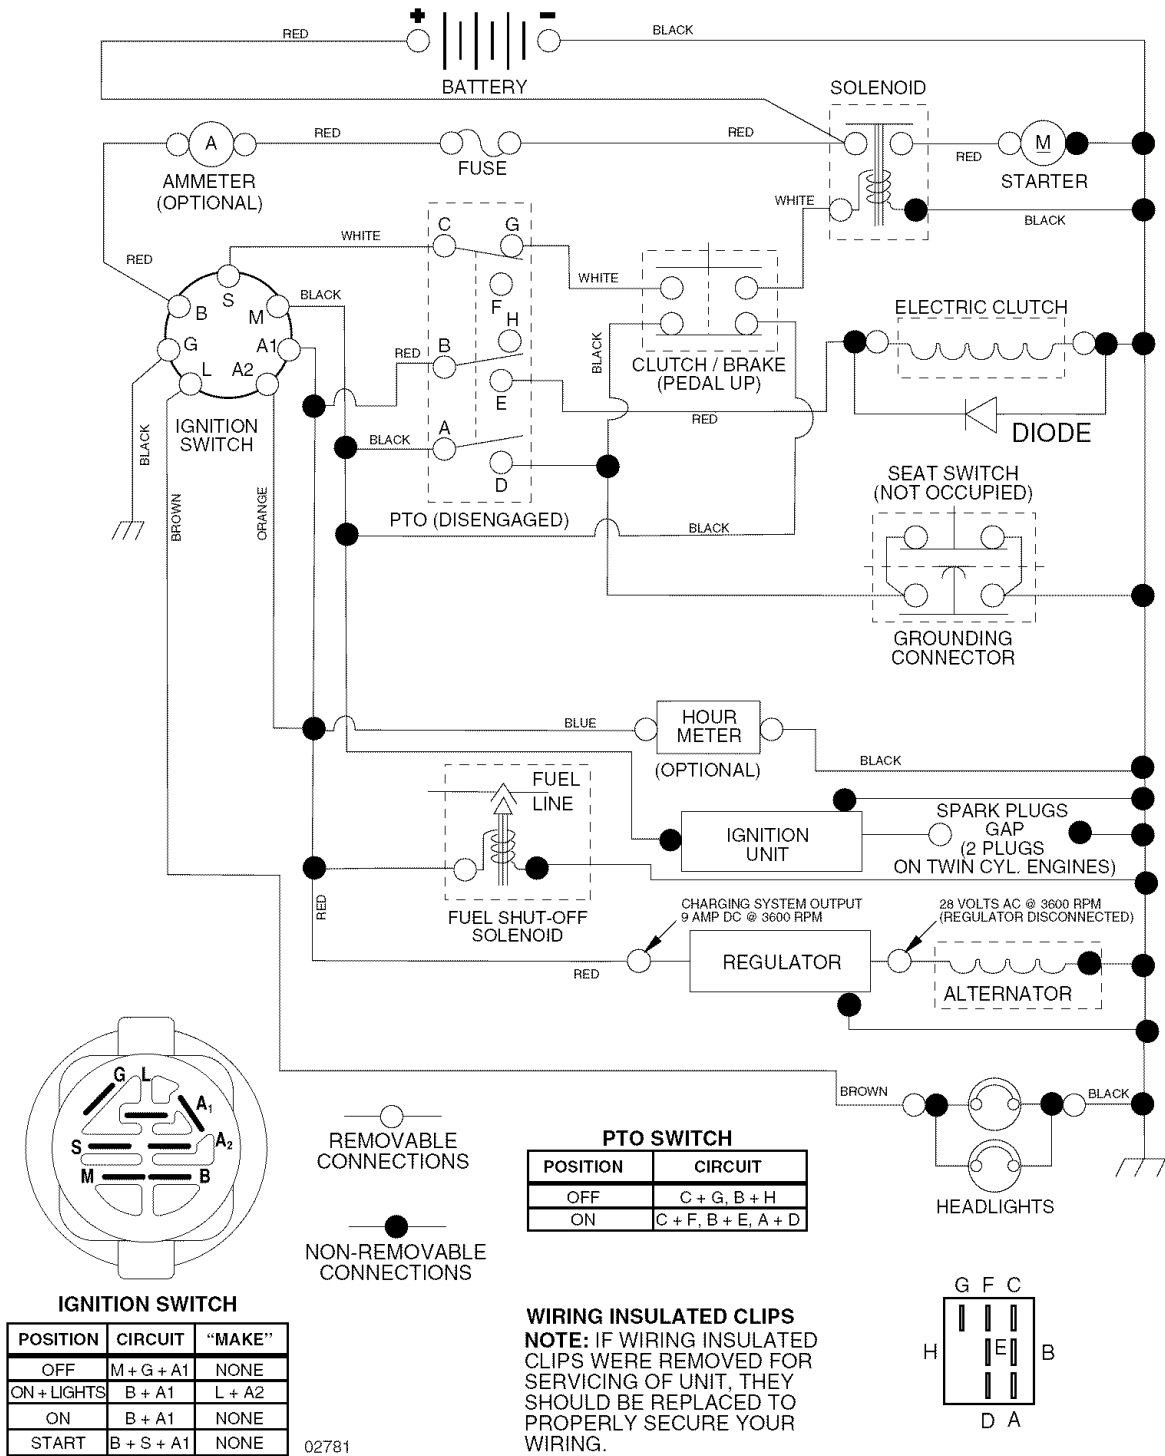 + −
RED
BLACK
BATTERY
SOLENOID
A
RED
FUSE
RED
RED
M
STARTER
AMMETER
(OPTIONAL)
WHITE
BLACK
RED
WHITE
C G
F
H
B
E
A
D
S
B
M
G
A1
L
A2
BLACK
RED
BLACK
IGNITION
SWITCH
WHITE
BLACK
CLUTCH / BRAKE
(PEDAL UP)
RED
ELECTRIC CLUTCH
DIODE
BLACK
BROWN
ORANGE
PTO (DISENGAGED)
BLACK
SEAT SWITCH
(NOT OCCUPIED)
GROUNDING
CONNECTOR
BLUE
HOUR
METER
(OPTIONAL)
BLACK
FUEL
LINE
IGNITION
UNIT
SPARK PLUGS
GAP
(2 PLUGS
ON TWIN CYL. ENGINES)
RED
FUEL SHUT-OFF
SOLENOID
CHARGING SYSTEM OUTPUT
9 AMP DC @ 3600 RPM
28 VOLTS AC @ 3600 RPM
(REGULATOR DISCONNECTED)
RED
REGULATOR
ALTERNATOR
BROWN
BLACK
HEADLIGHTS
G L
A1
A2
S
M
B
REMOVABLE
CONNECTIONS
NON-REMOVABLE
CONNECTIONS
PTO SWITCH
POSITION CIRCUIT
OFF C + G, B + H
ON C + F, B + E, A + D
IGNITION SWITCH
POSITION CIRCUIT "MAKE"
OFF M + G + A1 NONE
ON + LIGHTS B + A1 L + A2
ON B + A1 NONE
START B + S + A1 NONE
02781
WIRING INSULATED CLIPS
NOTE: IF WIRING INSULATED
CLIPS WERE REMOVED FOR
SERVICING OF UNIT, THEY
SHOULD BE REPLACED TO
PROPERLY SECURE YOUR
WIRING.
G F C
H E B
D A